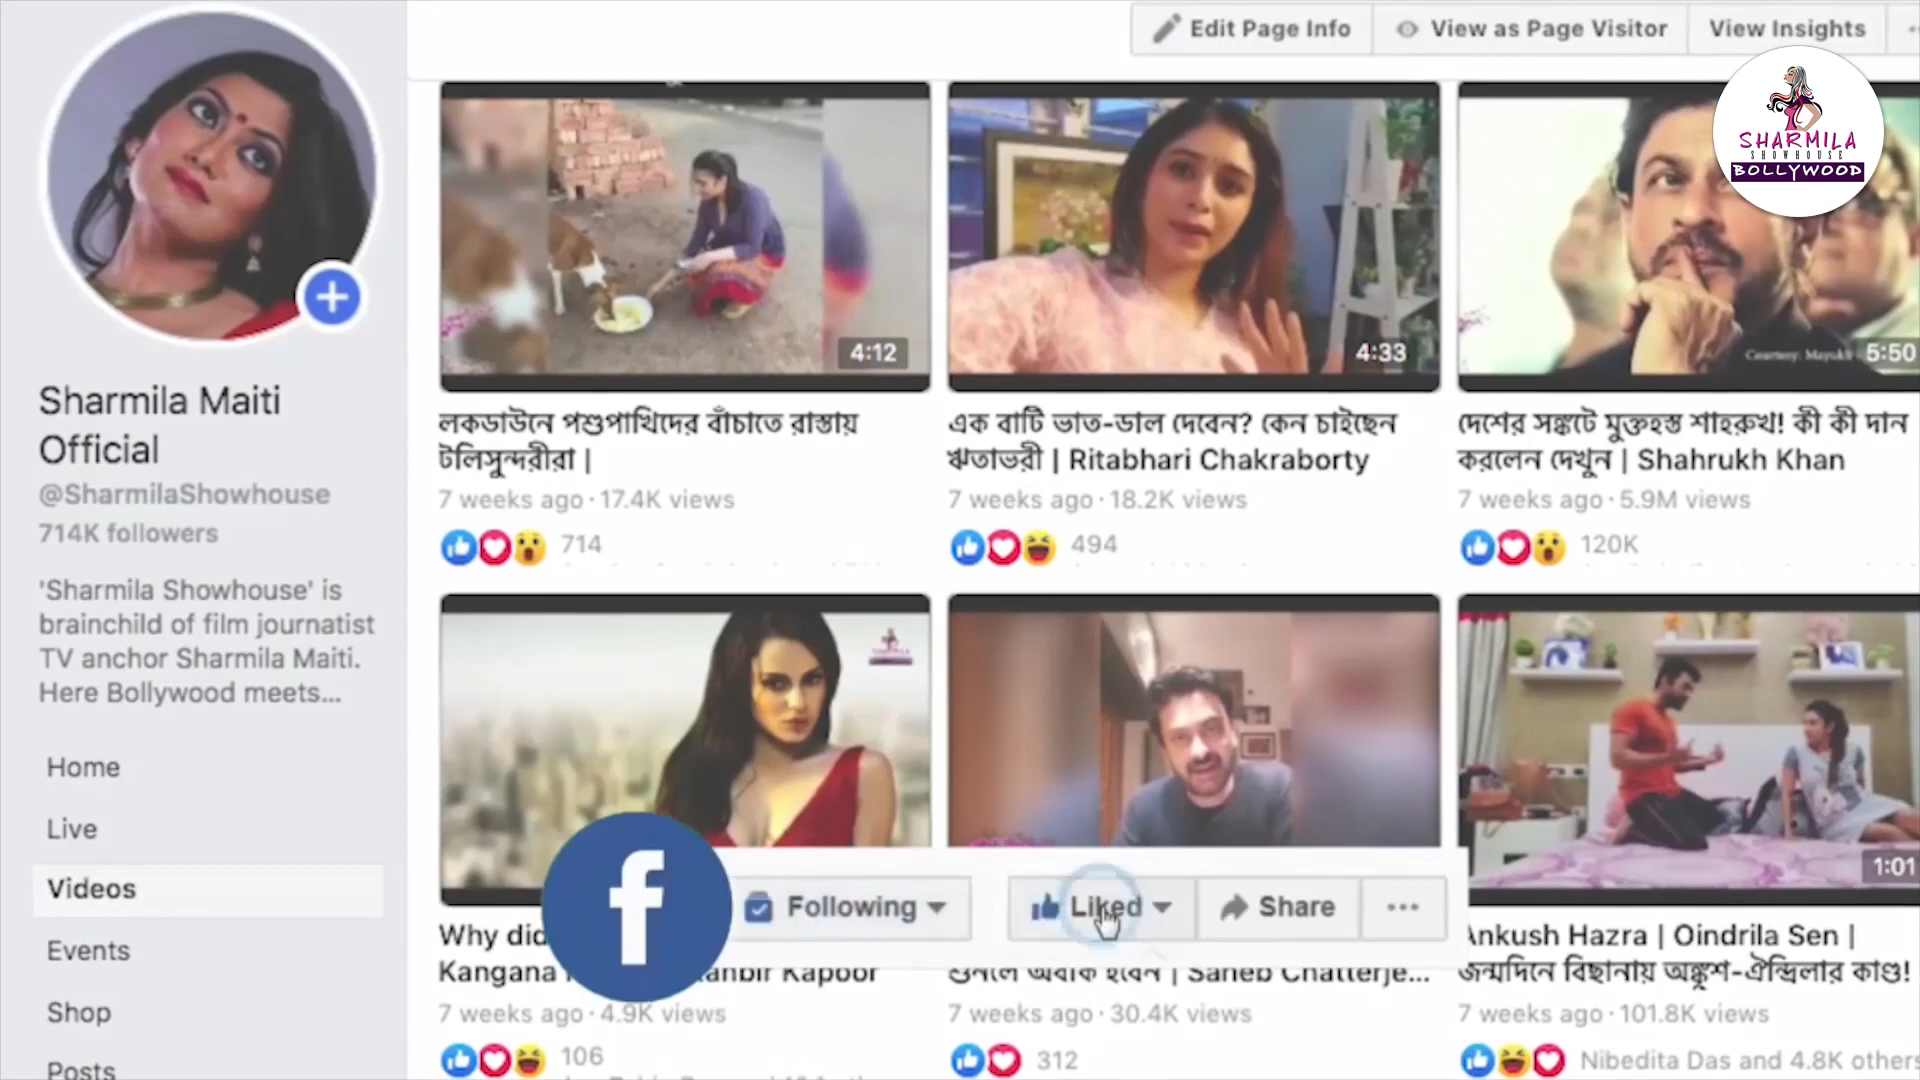 Edit Page Info
View as Page Visitor
View Insights
SHARMILA
SHOWHOUSE
BOLLYWOOD
Sharmila Maiti
Official
@SharmilaShowhouse
714K followers
'Sharmila Showhouse' is
brainchild of film journatist
TV anchor Sharmila Maiti.
Here Bollywood meets...
Home
Live
Videos
Events
Shop
Posts
4:12
লকডাউনে পশুপাখিদের বাঁচাতে রাস্তায়
টলিসুন্দরীরা |
7 weeks ago · 17.4K views
714
4:33
এক বাটি ভাত-ডাল দেবেন? কেন চাইছেন
ঋতাভরী | Ritabhari Chakraborty
7 weeks ago · 18.2K views
494
Courtesy: Mayukh
5:50
দেশের সঙ্কটে মুক্তহস্ত শাহরুখ! কী কী দান
করলেন দেখুন | Shahrukh Khan
7 weeks ago · 5.9M views
120K
f
Following
Liked
Share
...
Why did
Kangana Kapoor
7 weeks ago · 4.9K views
106
শুনলে অবাক হবেন | Saheb Chatterje...
7 weeks ago · 30.4K views
312
1:01
Ankush Hazra | Oindrila Sen |
জন্মদিনে বিছানায় অঙ্কুশ-ঐন্দ্রিলার কাণ্ড!
7 weeks ago · 101.8K views
Nibedita Das and 4.8K others